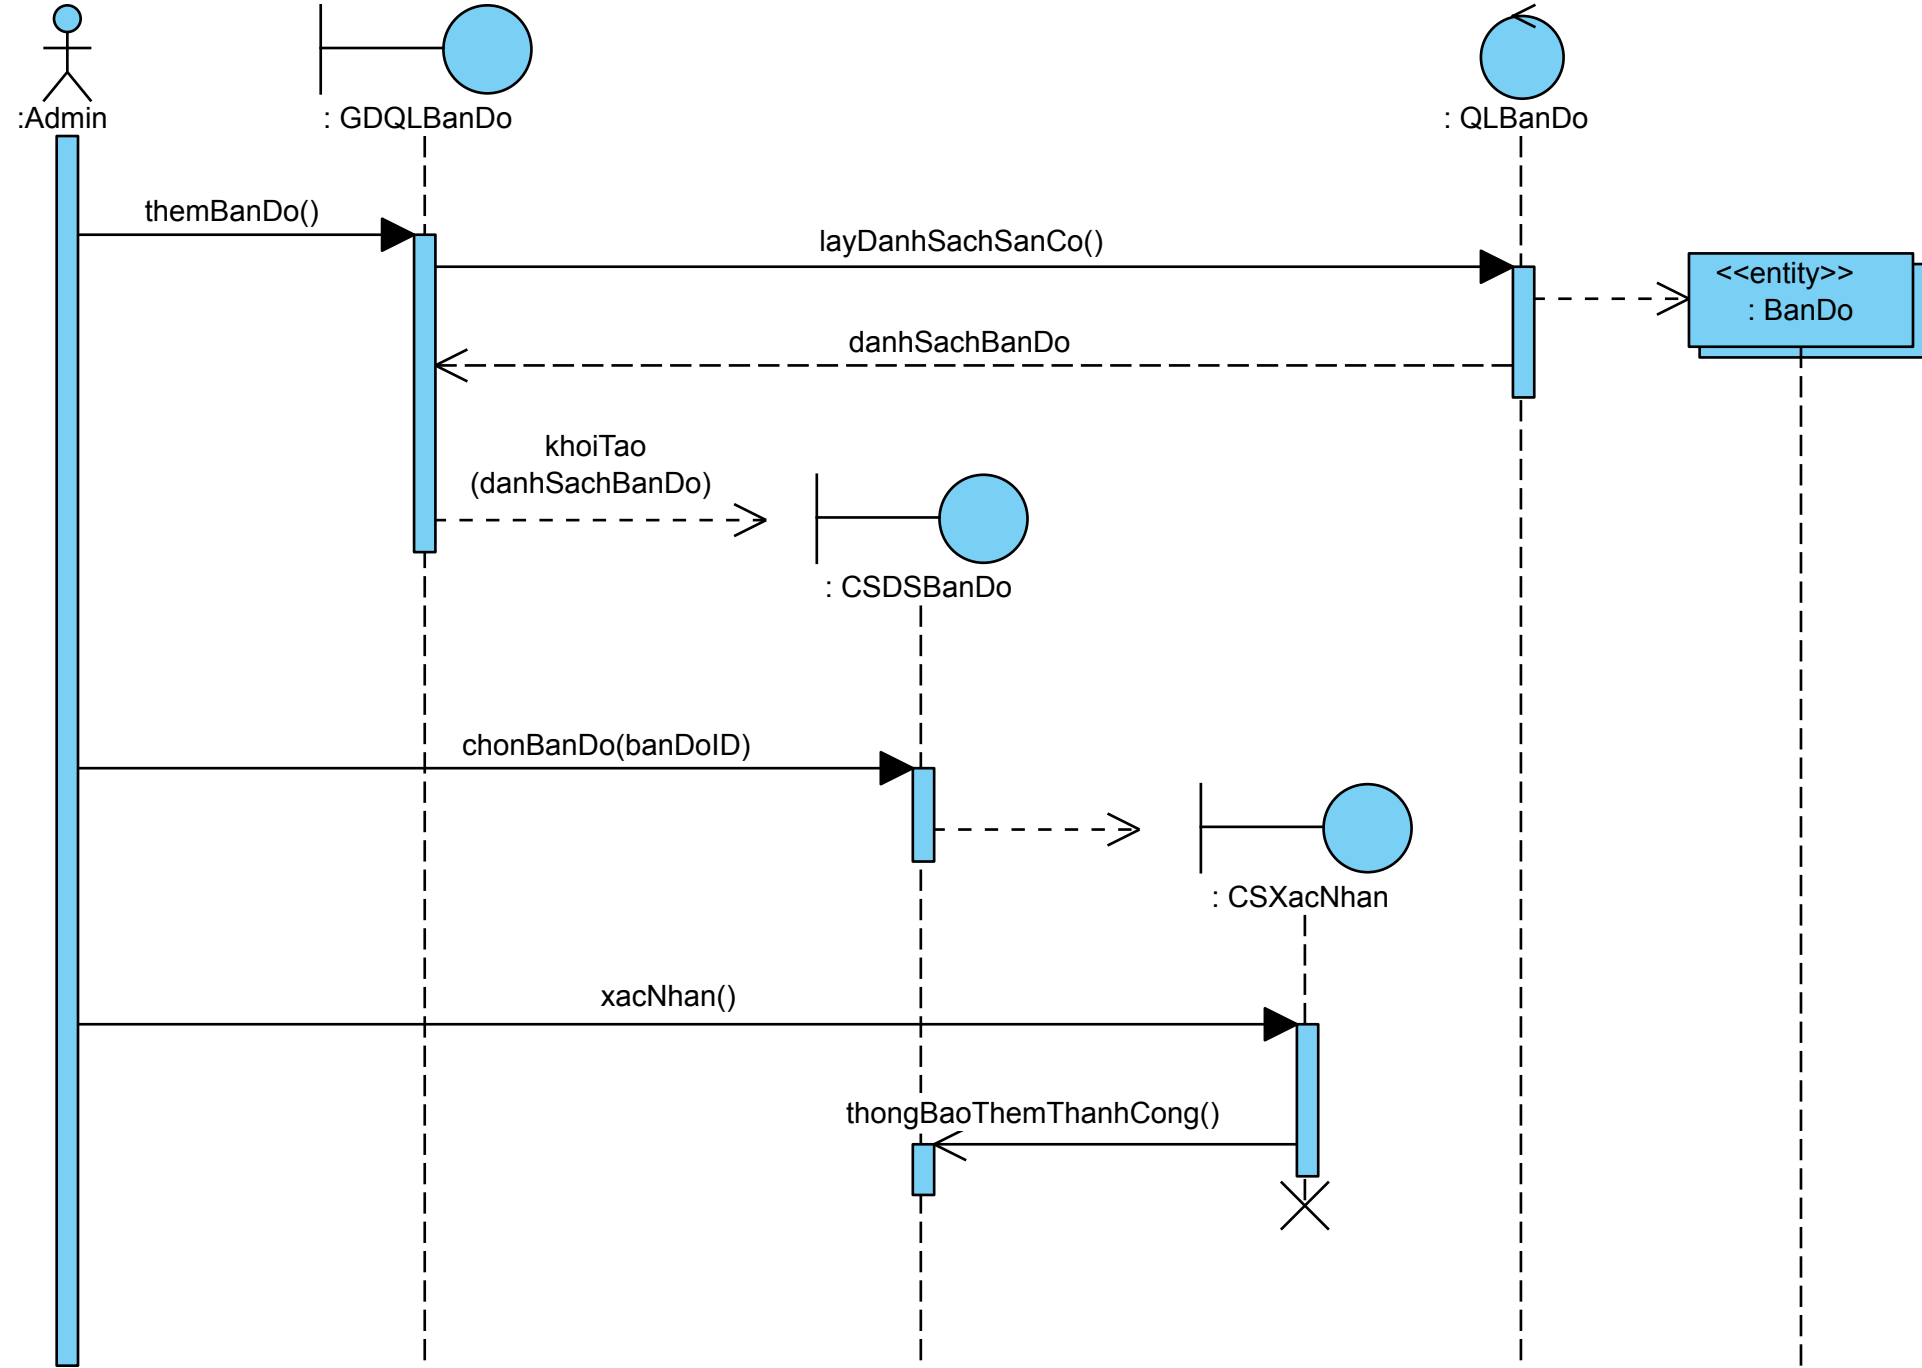 :Admin
: GDQLBanDo
: QLBanDo
themBanDo()
layDanhSachSanCo()
<<entity>>
: BanDo
danhSachBanDo
khoiTao
(danhSachBanDo)
: CSDSBanDo
chonBanDo(banDoID)
: CSXacNhan
xacNhan()
thongBaoThemThanhCong()